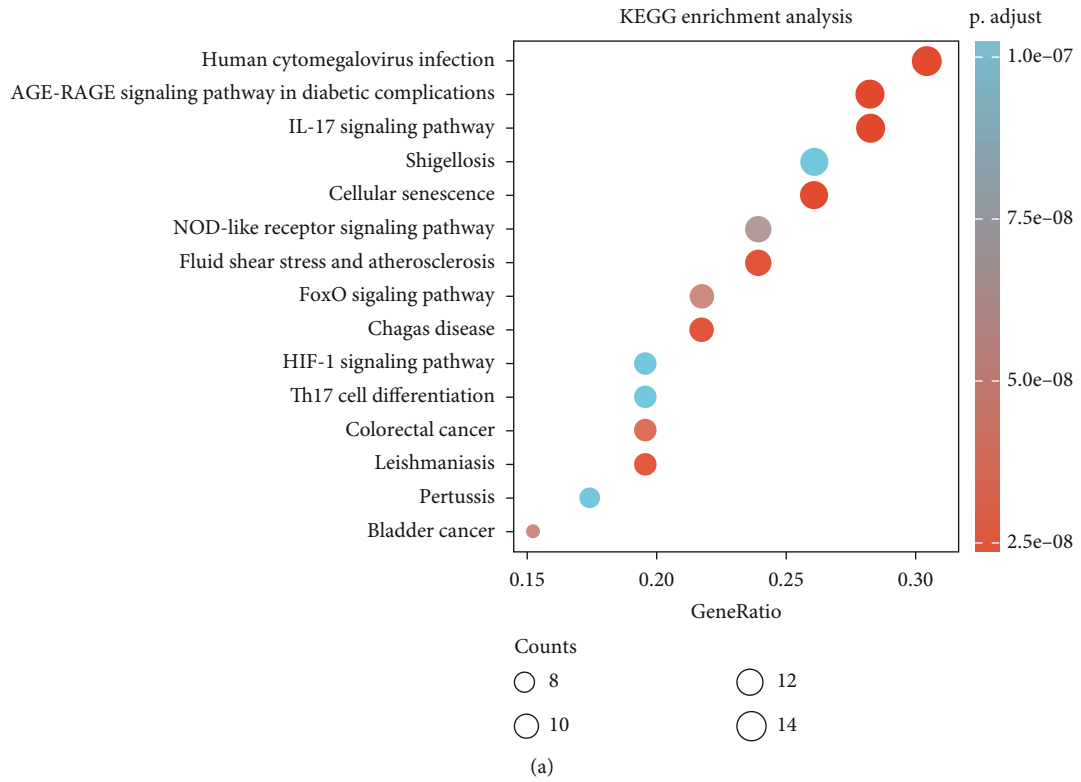 KEGG enrichment analysis
p. adjust
Human cytomegalovirus infection
AGE-RAGE signaling pathway in diabetic complications
IL-17 signaling pathway
Shigellosis
Cellular senescence
NOD-like receptor signaling pathway
Fluid shear stress and atherosclerosis
FoxO sigaling pathway
Chagas disease
HIF-1 signaling pathway
Th17 cell differentiation
Colorectal cancer
Leishmaniasis
Pertussis
Bladder cancer
1.0e–07
7.5e–08
5.0e–08
2.5e–08
0.15 0.20 0.25 0.30
GeneRatio
Counts
8 12
10 14
(a)